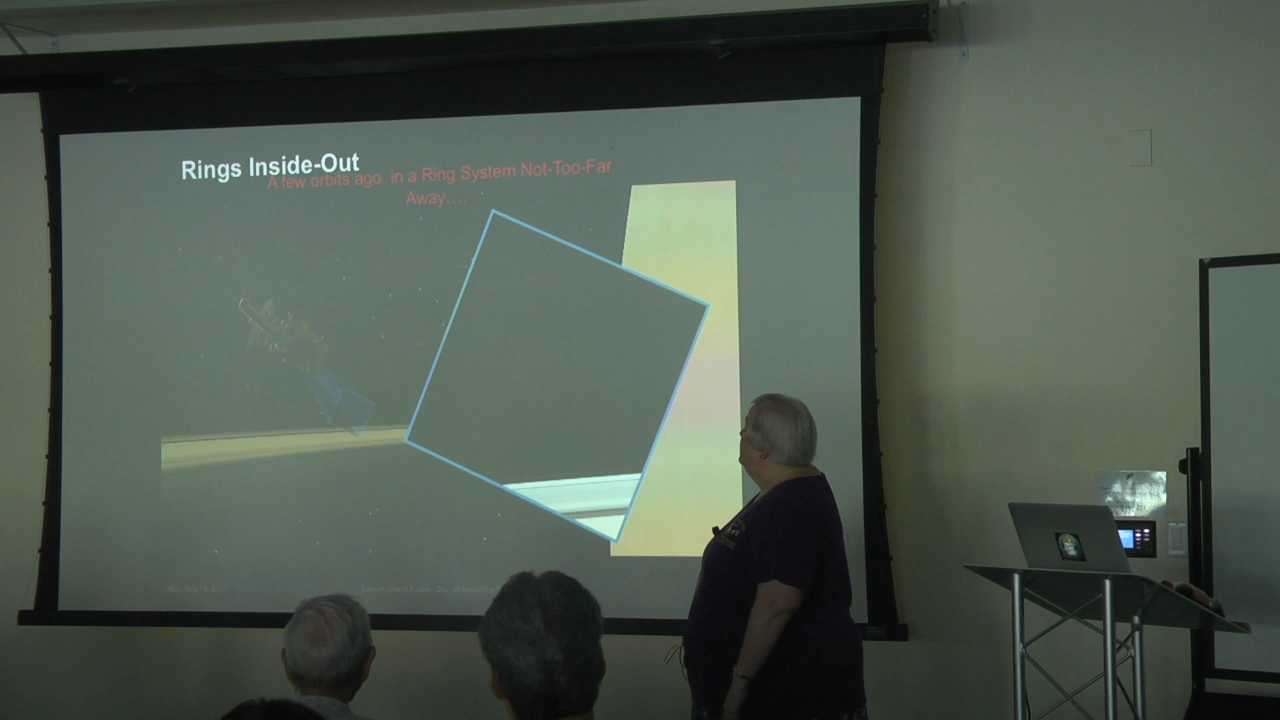 Rings Inside-Out
A few orbits ago, in a Ring System Not-Too-Far
Away….